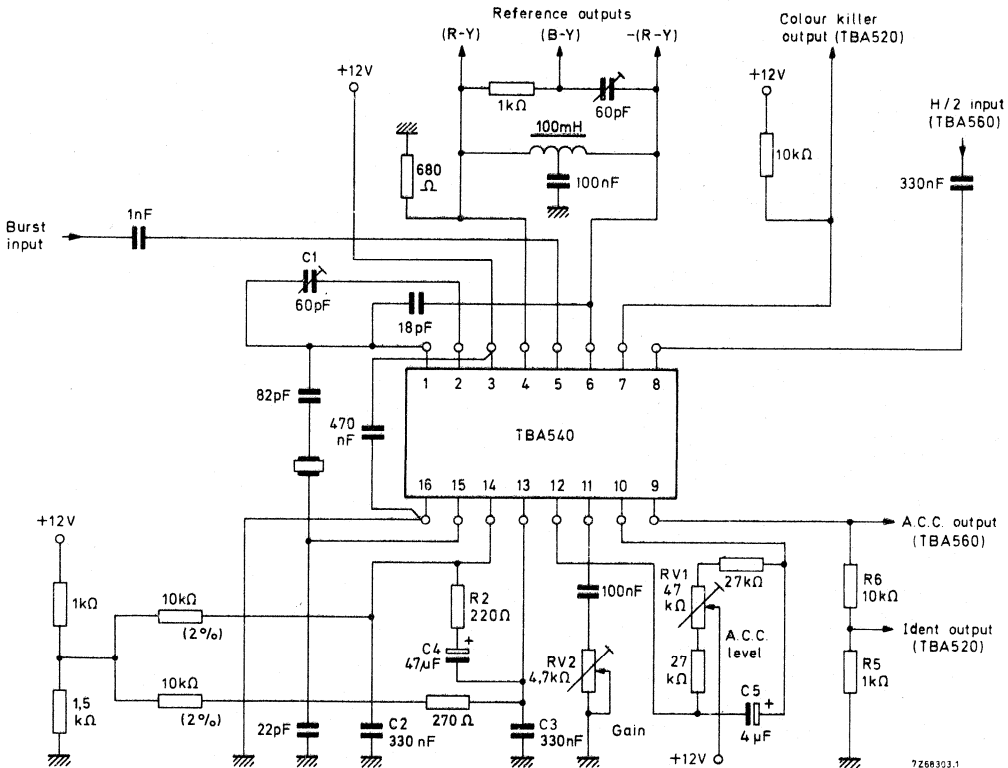 Reference outputs
(R-Y) (B-Y) -(R-Y)
Colour killer
output (TBA520)
+12V
+12V
H/2 input
(TBA560)
1kΩ
60pF
100mH
680
Ω
100nF
10kΩ
330nF
Burst
input
1nF
C1
60pF
18pF
82pF
470
nF
1 2 3 4 5 6 7 8
TBA540
16 15 14 13 12 11 10 9
+12V
A.C.C. output
(TBA560)
1kΩ
10kΩ
(2%)
R2
220Ω
C4
47µF
+
100nF
RV1
47
kΩ
27kΩ
A.C.C.
level
R6
10kΩ
Ident output
(TBA520)
RV2
4,7kΩ
27
kΩ
R5
1kΩ
1,5
kΩ
10kΩ
(2%)
270Ω
C5
+
4µF
22pF
C2
330nF
C3
330nF
Gain
+12V
7Z68303.1